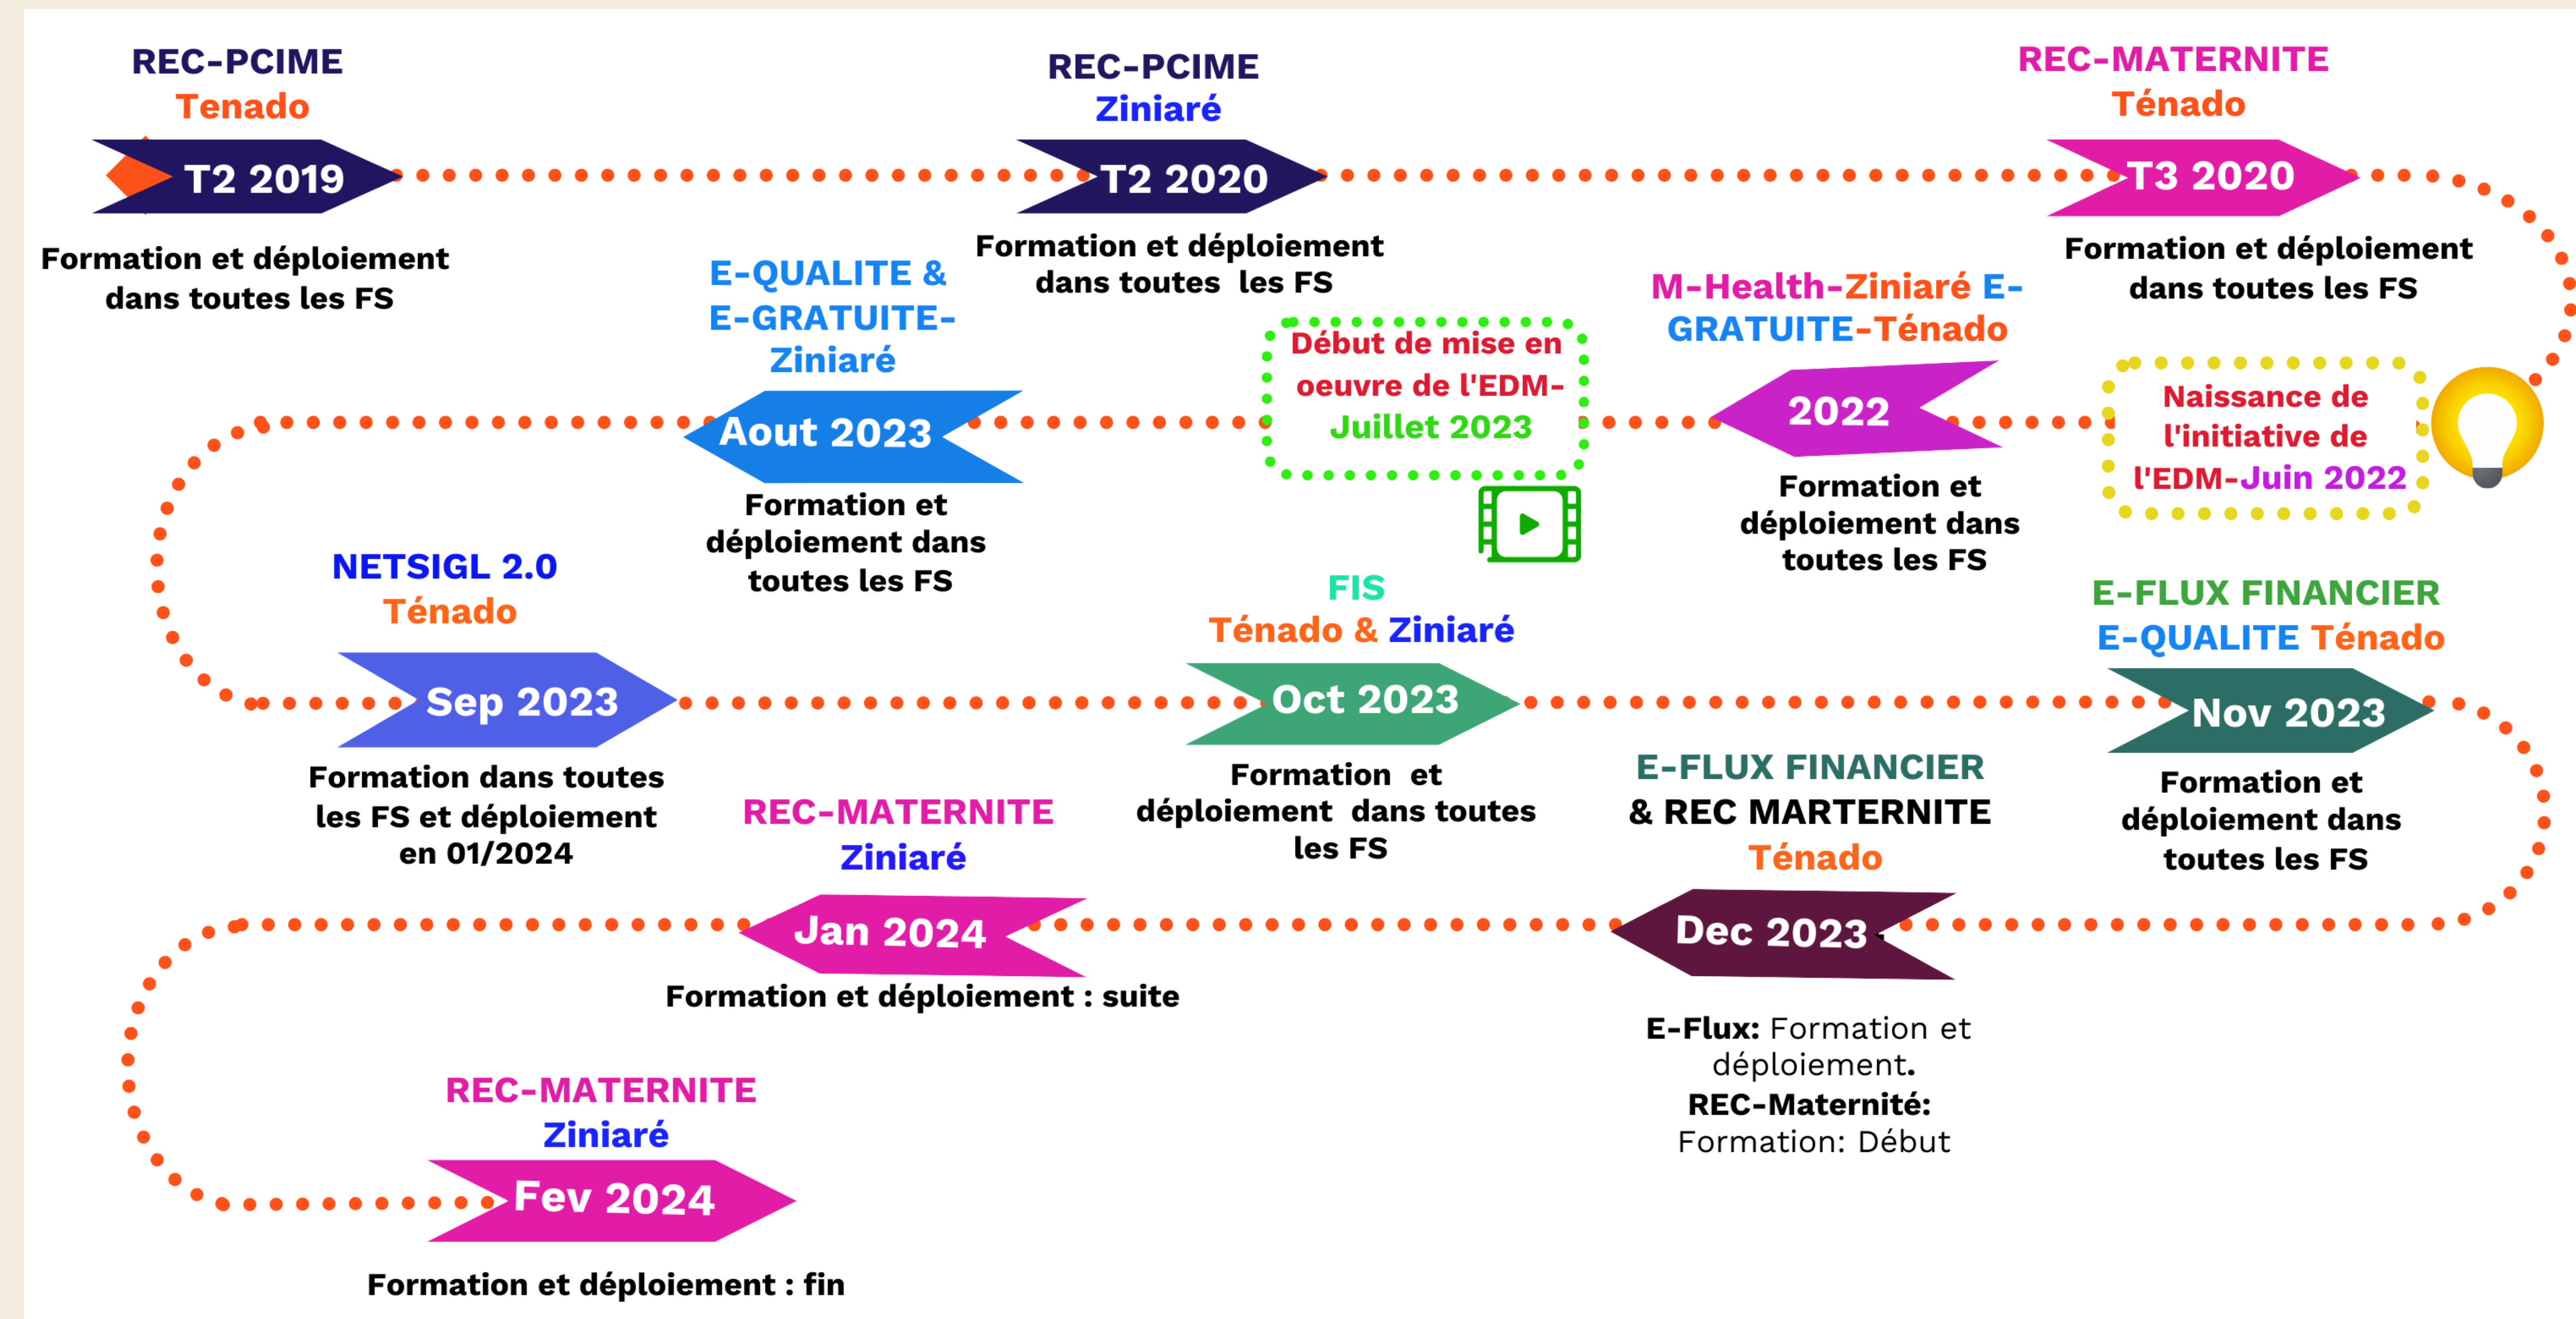 REC-PCIME
Tenado
T2 2019
Formation et déploiement
dans toutes les FS
REC-PCIME
Ziniaré
T2 2020
Formation et déploiement
dans toutes les FS
REC-MATERNITE
Ténado
T3 2020
Formation et déploiement
dans toutes les FS
Naissance de
l'initiative de
l'EDM-Juin 2022
M-Health-Ziniaré E-
GRATUITE-Ténado
2022
Formation et
déploiement dans
toutes les FS
Début de mise en
oeuvre de l'EDM-
Juillet 2023
E-QUALITE &
E-GRATUITE-
Ziniaré
Aout 2023
Formation et
déploiement dans
toutes les FS
NETSIGL 2.0
Ténado
Sep 2023
Formation dans toutes
les FS et déploiement
en 01/2024
FIS
Ténado & Ziniaré
Oct 2023
Formation et
déploiement dans toutes
les FS
E-FLUX FINANCIER
E-QUALITE Ténado
Nov 2023
Formation et
déploiement dans
toutes les FS
E-FLUX FINANCIER
& REC MARTERNITE
Ténado
Dec 2023.
E-Flux: Formation et
déploiement.
REC-Maternité:
Formation: Début
REC-MATERNITE
Ziniaré
Jan 2024
Formation et déploiement : suite
REC-MATERNITE
Ziniaré
Fev 2024
Formation et déploiement : fin